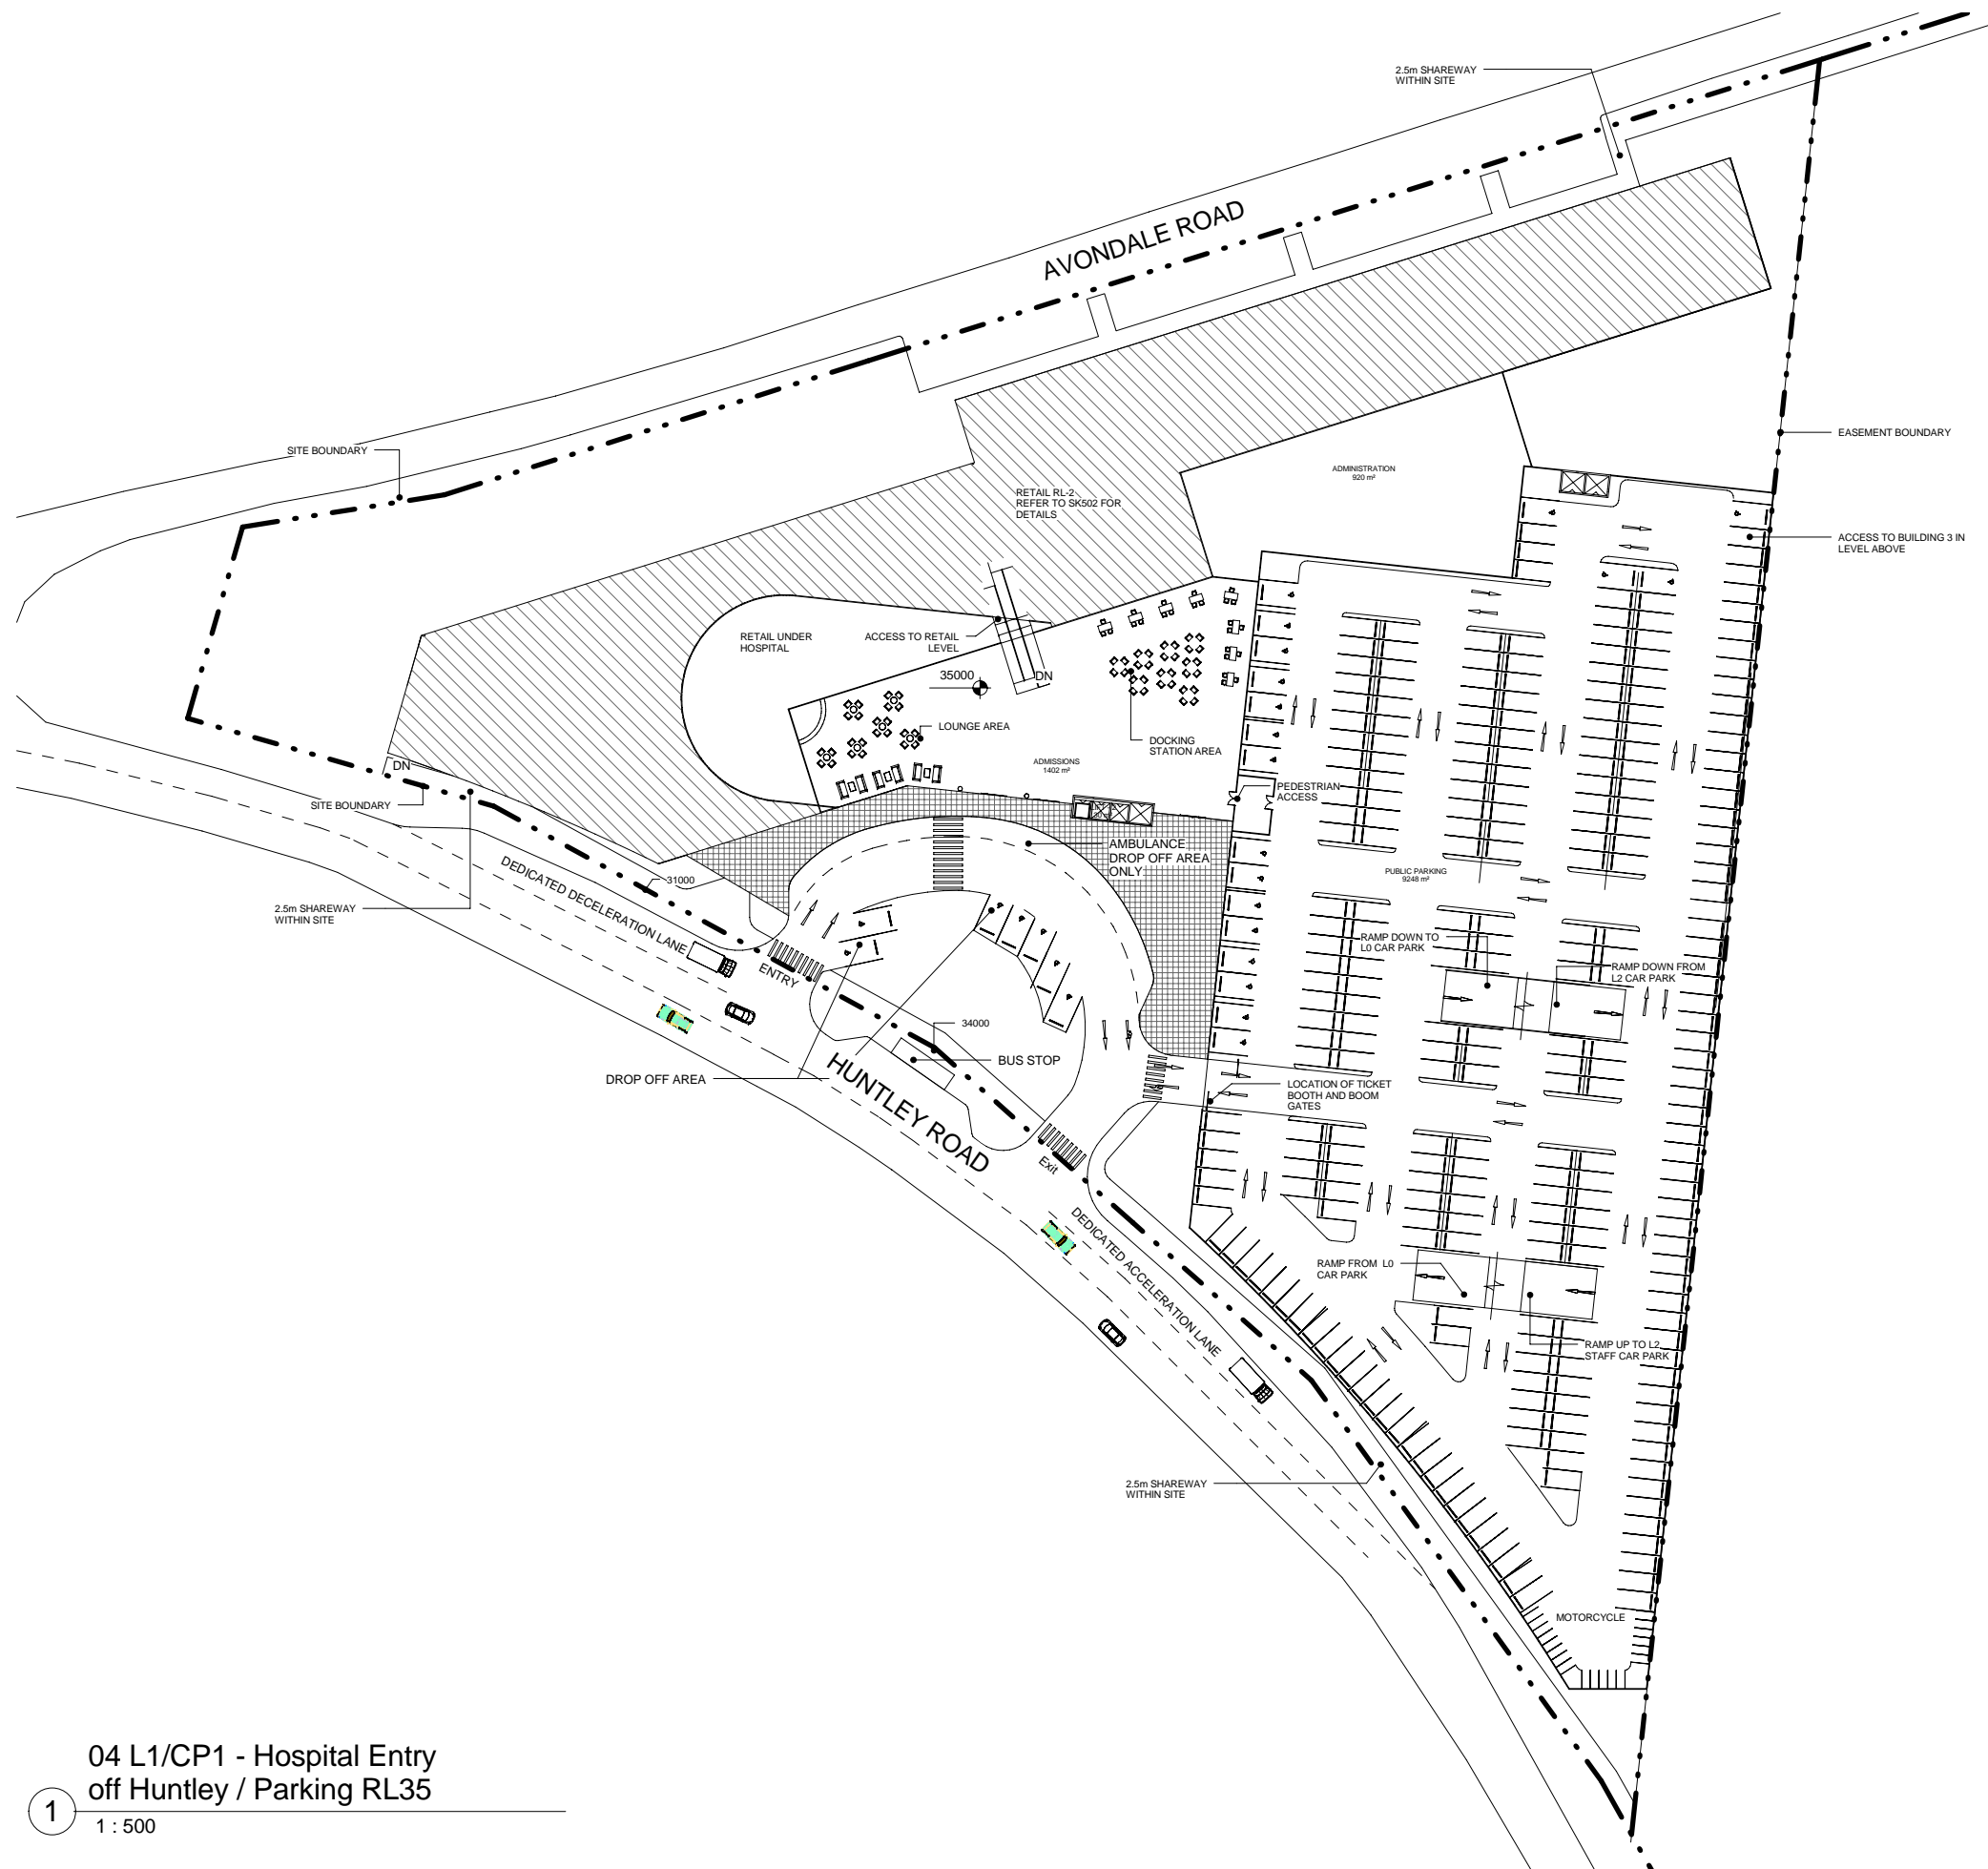 2.5m SHAREWAY
WITHIN SITE
AVONDALE ROAD
SITE BOUNDARY
EASEMENT BOUNDARY
ADMINISTRATION
920 m²
RETAIL RL-2
REFER TO SK502 FOR
DETAILS
ACCESS TO BUILDING 3 IN
LEVEL ABOVE
RETAIL UNDER
HOSPITAL
ACCESS TO RETAIL
LEVEL
35000
DN
LOUNGE AREA
DOCKING
STATION AREA
ADMISSIONS
1402 m²
DN
SITE BOUNDARY
PEDESTRIAN
ACCESS
AMBULANCE
DROP OFF AREA
ONLY
DEDICATED DECELERATION LANE
31000
PUBLIC PARKING
9248 m²
2.5m SHAREWAY
WITHIN SITE
RAMP DOWN TO
L0 CAR PARK
RAMP DOWN FROM
L2 CAR PARK
ENTRY
34000
BUS STOP
DROP OFF AREA
HUNTLEY ROAD
LOCATION OF TICKET
BOOTH AND BOOM
GATES
Exit
DEDICATED ACCELERATION LANE
RAMP FROM L0
CAR PARK
RAMP UP TO L2
STAFF CAR PARK
2.5m SHAREWAY
WITHIN SITE
MOTORCYCLE
04 L1/CP1 - Hospital Entry
off Huntley / Parking RL35
1
1 : 500